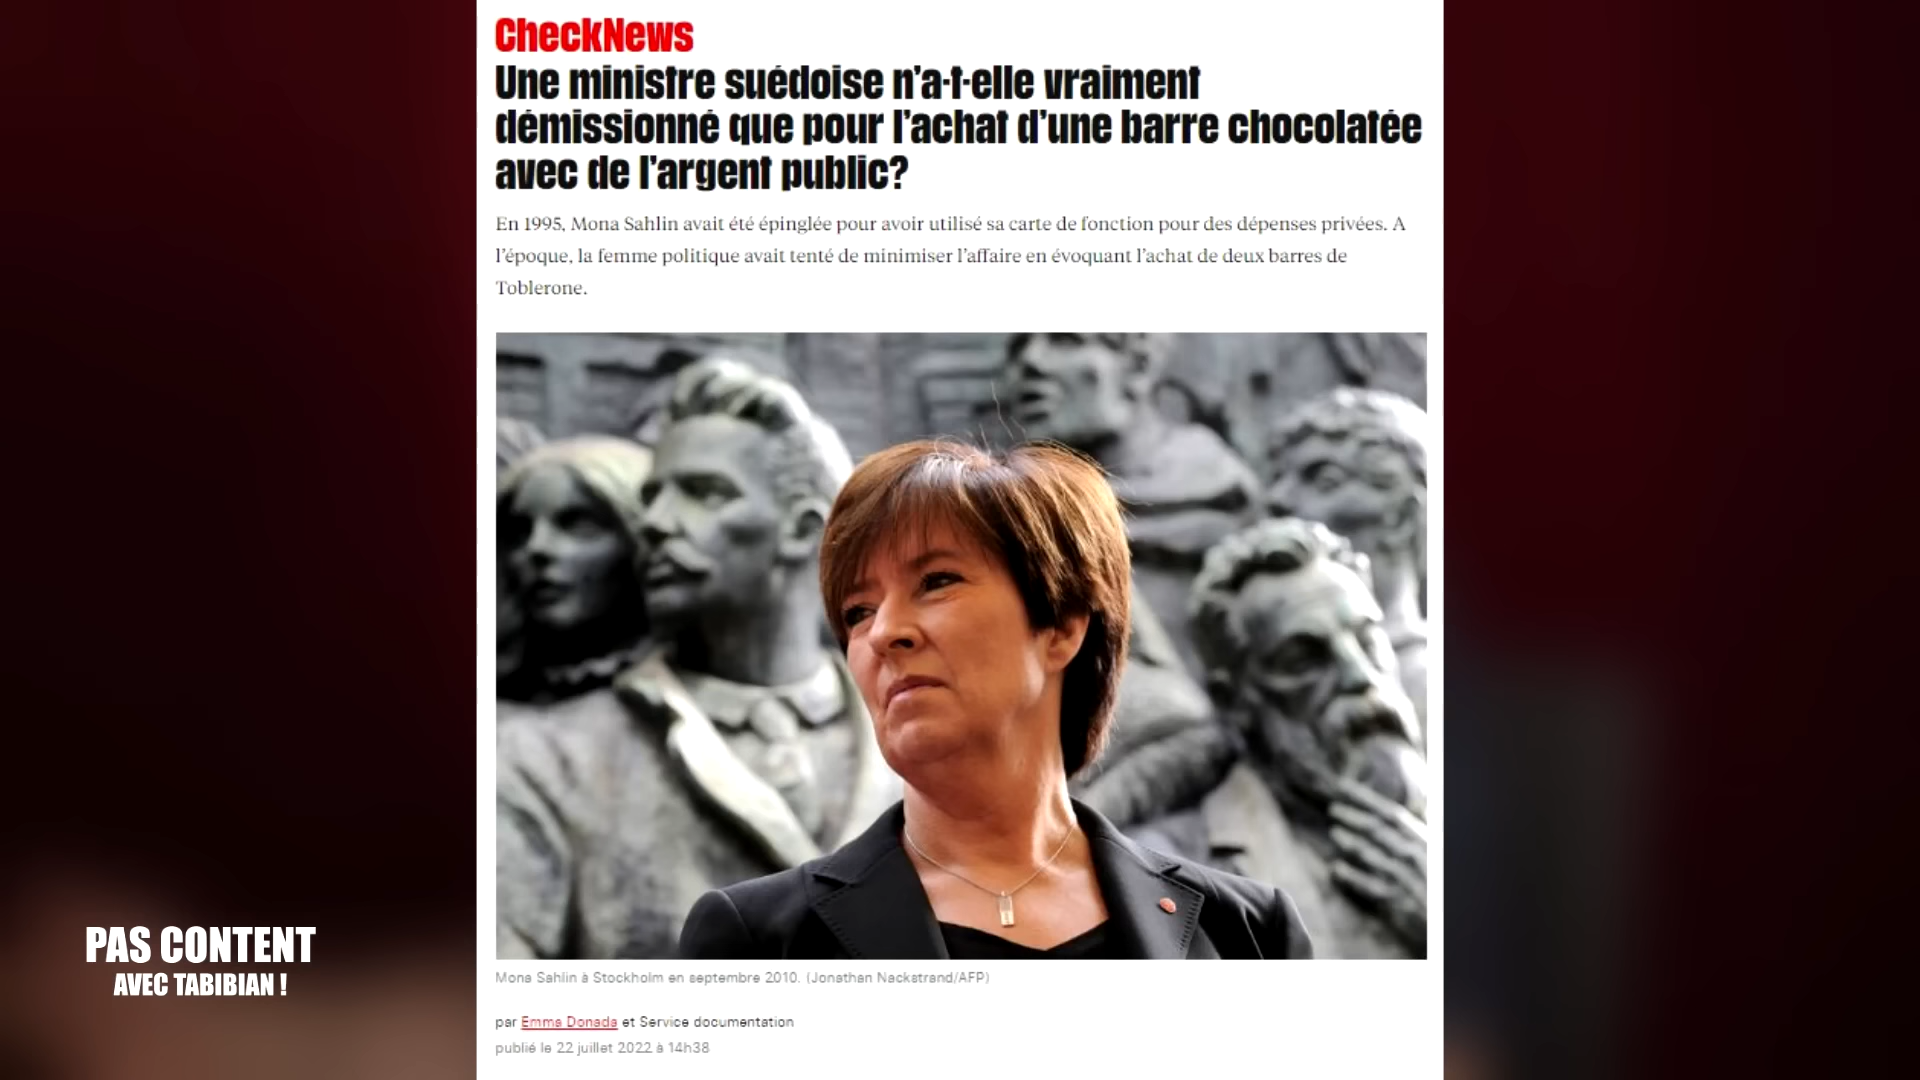 CheckNews
Une ministre suédoise n'a-t-elle vraiment
démissionné que pour l'achat d'une barre chocolatée
avec de l'argent public?
En 1995, Mona Sahlin avait été épinglée pour avoir utilisé sa carte de fonction pour des dépenses privées. A
l'époque, la femme politique avait tenté de minimiser l'affaire en évoquant l'achat de deux barres de
Toblerone.
Mona Sahlin à Stockholm en septembre 2010. (Jonathan Nackstrand/AFP)
par Emma Donada et Service documentation
publié le 22 juillet 2022 à 14h38
PAS CONTENT
AVEC TABIBIAN !